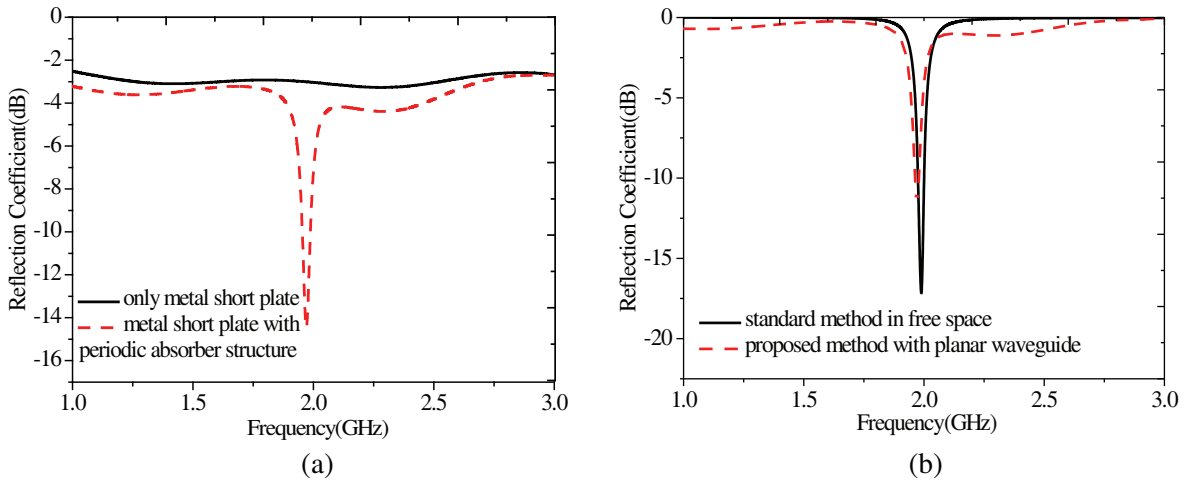 0
-2
-4
-6
-8
-10
-12
-14
-16
Reflection Coefficient(dB)
only metal short plate
metal short plate with
periodic absorber structure
1.0 1.5 2.0 2.5 3.0
Frequency(GHz)
(a)
0
-5
-10
-15
-20
Reflection Coefficient(dB)
standard method in free space
proposed method with planar waveguide
1.0 1.5 2.0 2.5 3.0
Frequency(GHz)
(b)